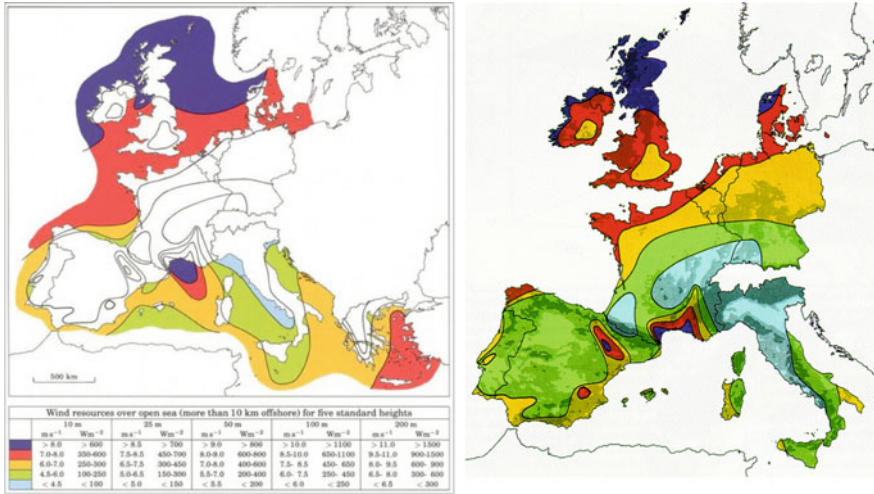 500 km
Wind resources over open sea (more than 10 km offshore) for five standard heights
10 m 25 m 50 m 100 m 200 m
ms⁻¹ Wm⁻² ms⁻¹ Wm⁻² ms⁻¹ Wm⁻² ms⁻¹ Wm⁻² ms⁻¹ Wm⁻²
> 8.0 > 600 > 8.5 > 700 > 9.0 > 800 > 10.0 > 1100 > 11.0 > 1500
7.0-8.0 350-600 7.5-8.5 450-700 8.0-9.0 600-800 8.5-10.0 650-1100 9.5-11.0 900-1500
6.0-7.0 250-300 6.5-7.5 300-450 7.0-8.0 400-600 7.5- 8.5 450- 650 8.0- 9.5 600- 900
4.5-6.0 100-250 5.0-6.5 150-300 5.5-7.0 200-400 6.0- 7.5 250- 450 6.5- 8.0 300- 600
< 4.5 < 100 < 5.0 < 150 < 5.5 < 200 < 6.0 < 250 < 6.5 < 300